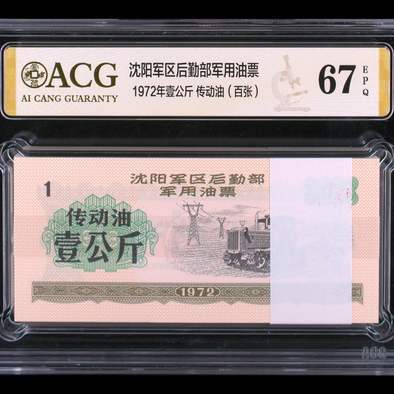 ACG
AI CANG GUARANTY
沈阳军区后勤部军用油票
1972年壹公斤 传动油（百张）
67
EPQ
1
沈阳军区后勤部
军用油票
传动油
壹公斤
1972
ACG